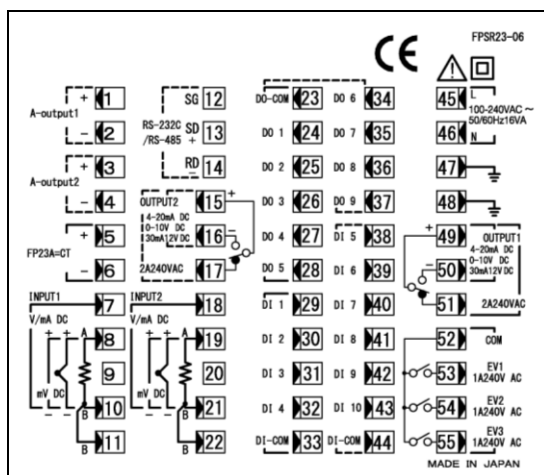 FPSR23-06
CE
A-output1
+ 1
− 2
A-output2
+ 3
− 4
FP23A=CT
+ 5
− 6
INPUT1
V/mA DC
mV DC
+ + A
− − B
B
7
8
9
10
11
SG 12
RS-232C
/RS-485
SD + 13
RD − 14
OUTPUT2
4-20mA DC
0-10V DC
30mA12V DC
2A240VAC
15 +
16 −
17
INPUT2
V/mA DC
mV DC
+ + A
− − B
B
18
19
20
21
22
DO-COM 23
DO 1 24
DO 2 25
DO 3 26
DO 4 27
DO 5 28
DI 1 29
DI 2 30
DI 3 31
DI 4 32
DI-COM 33
DO 6 34
DO 7 35
DO 8 36
DO 9 37
DI 5 38
DI 6 39
DI 7 40
DI 8 41
DI 9 42
DI 10 43
DI-COM 44
45 L
100-240VAC ~
50/60Hz16VA
46 N
47
48
+ 49
− 50
51
OUTPUT1
4-20mA DC
0-10V DC
30mA12V DC
2A240VAC
52 COM
53 EV1
1A240V AC
54 EV2
1A240V AC
55 EV3
1A240V AC
MADE IN JAPAN